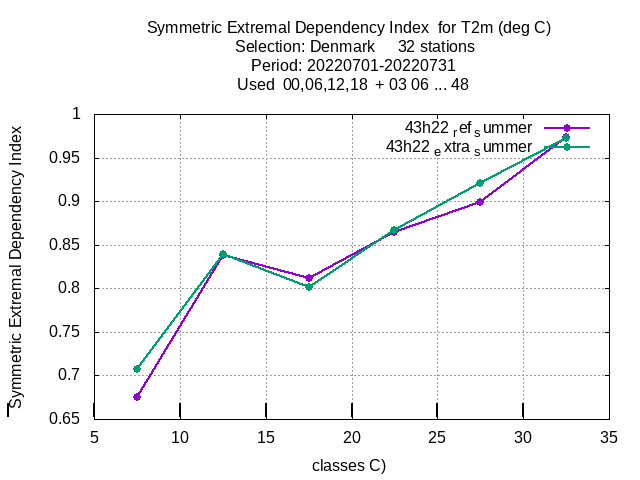 Symmetric Extremal Dependency Index  for T2m (deg C)
Selection: Denmark     32 stations
Period: 20220701-20220731
Used  00,06,12,18  + 03 06 ... 48
43h22 ref summer
43h22 extra summer
Symmetric Extremal Dependency Index
1
0.95
0.9
0.85
0.8
0.75
0.7
0.65
5 10 15 20 25 30 35
classes C)